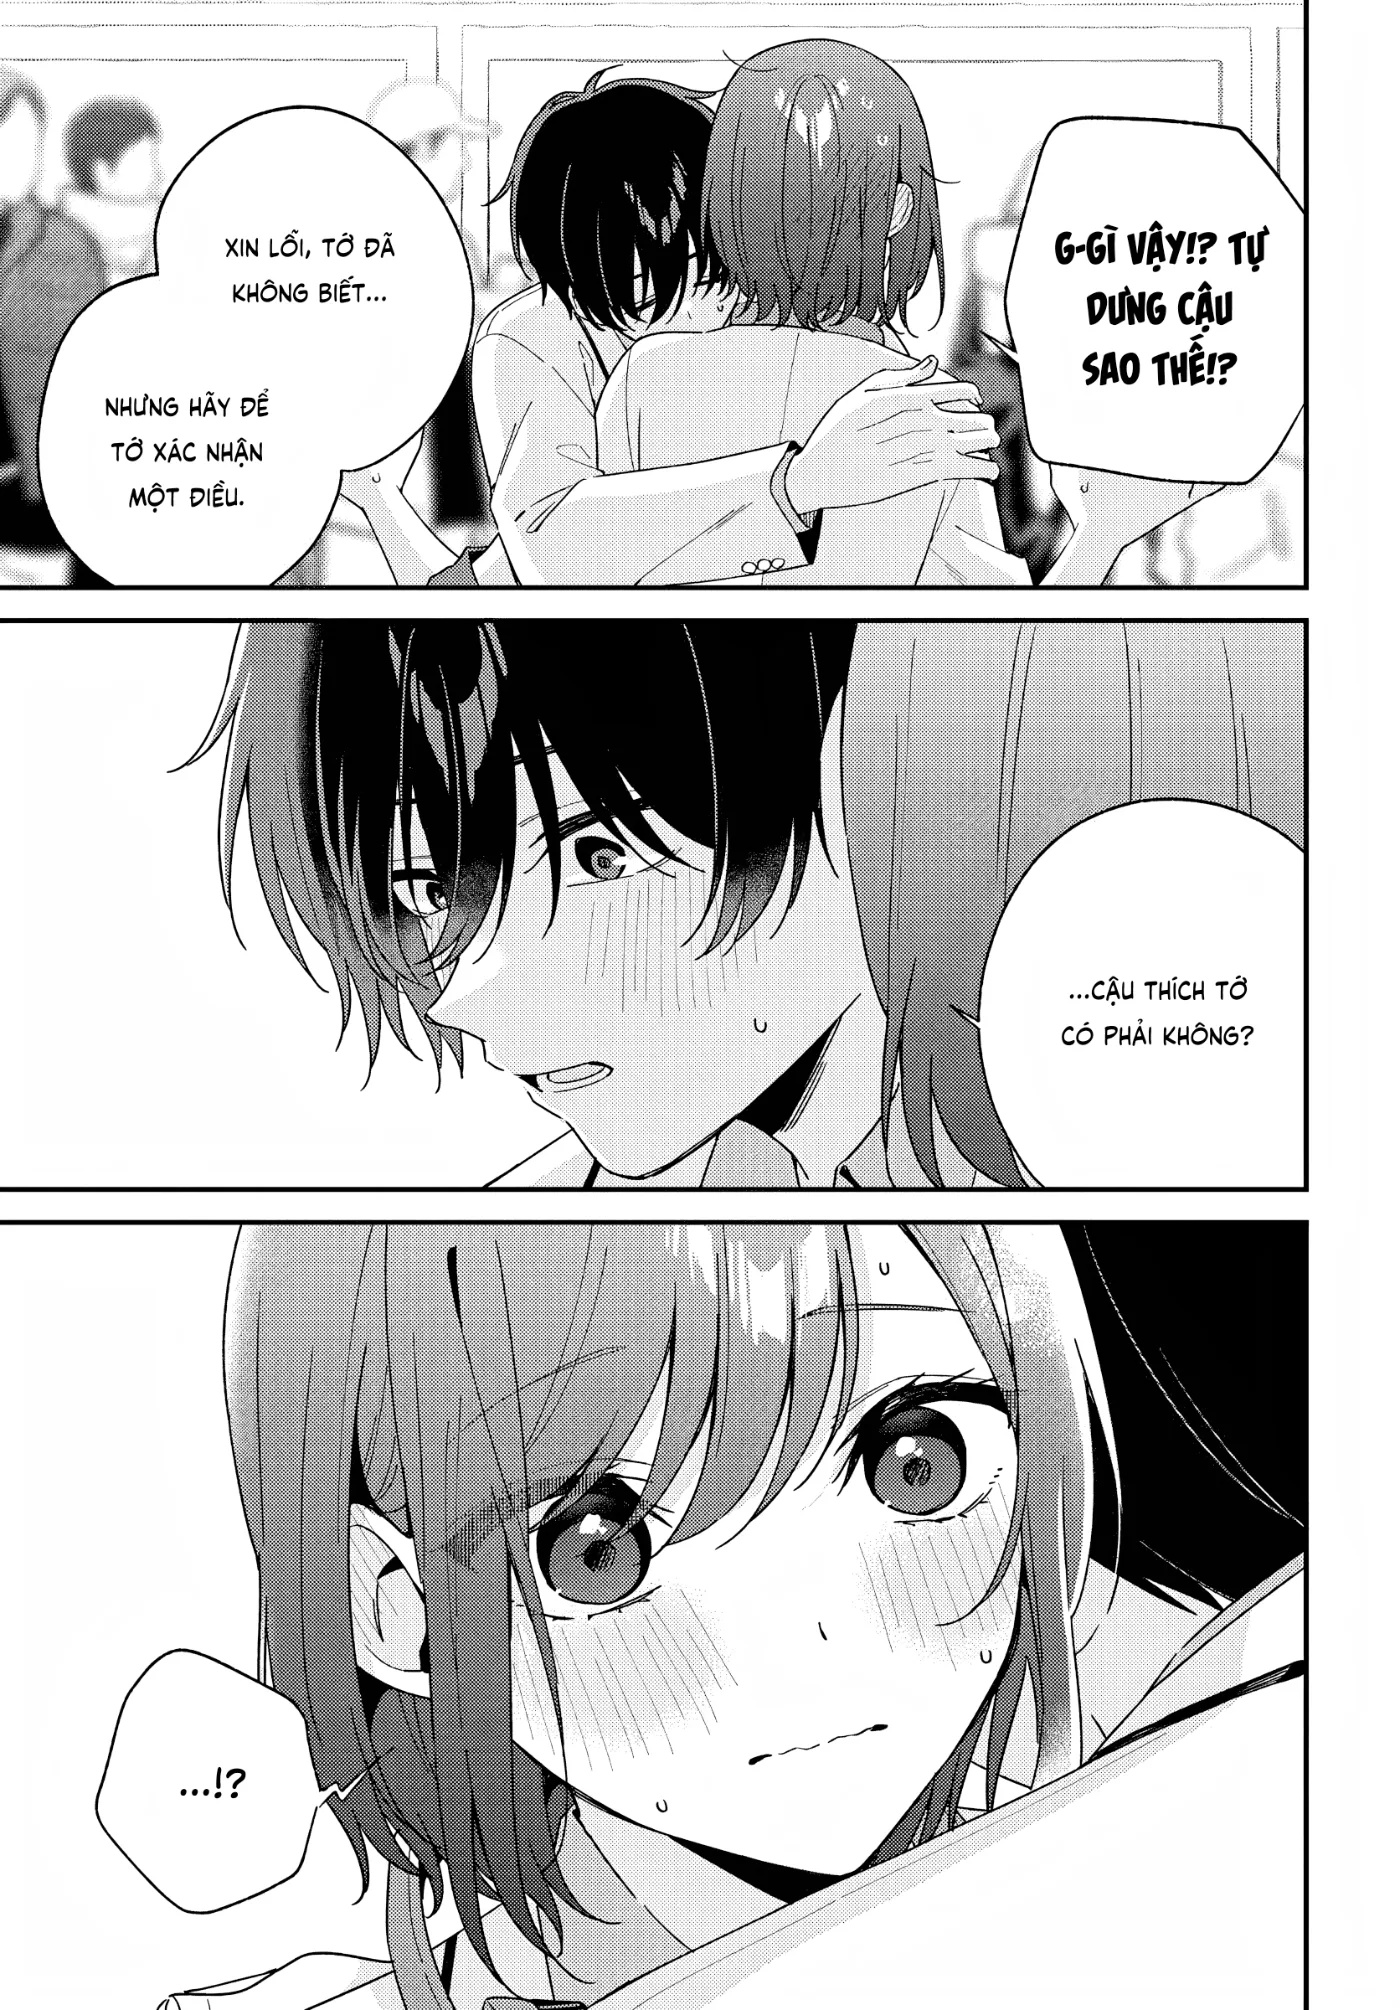 G-GÌ VẬY!? TỰ
DƯNG CẬU
SAO THẾ!?
XIN LỖI, TỚ ĐÃ
KHÔNG BIẾT...
NHƯNG HÃY ĐỂ
TỚ XÁC NHẬN
MỘT ĐIỀU.
...CẬU THÍCH TỚ
CÓ PHẢI KHÔNG?
...!?